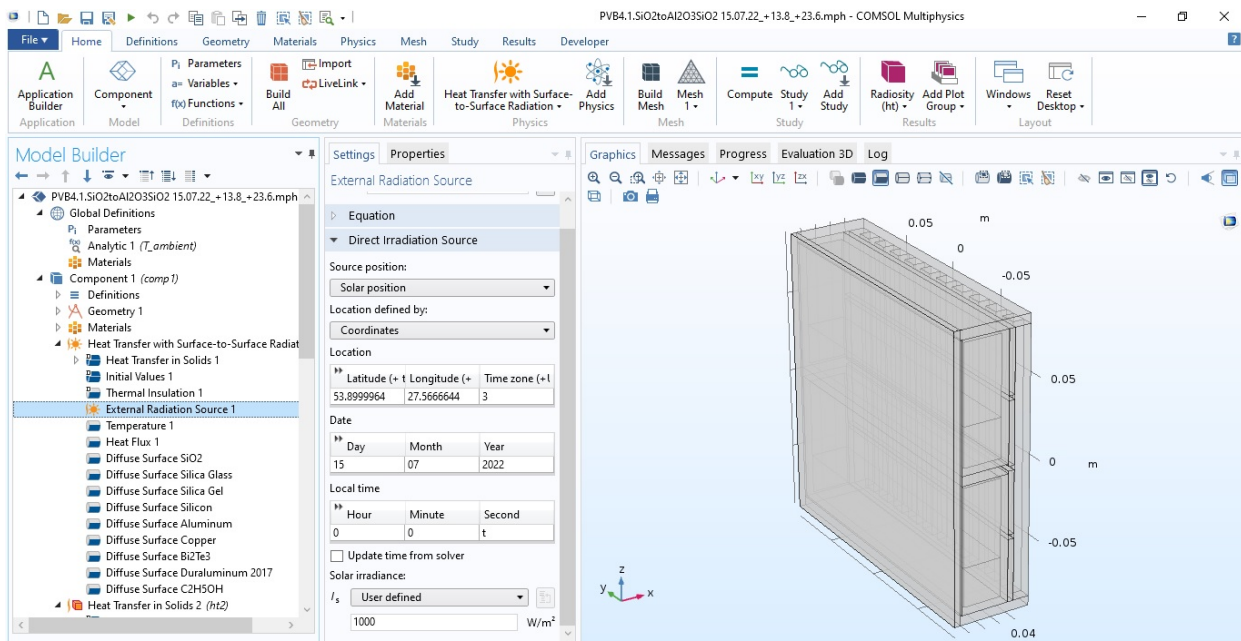 PVB4.1.SiO2toAl2O3SiO2 15.07.22_+13.8_+23.6.mph - COMSOL Multiphysics
File Home Definitions Geometry Materials Physics Mesh Study Results Developer
Application Builder
Component
Pi Parameters
a= Variables
f(x) Functions
Build All
Import
LiveLink
Add Material
Heat Transfer with Surface-to-Surface Radiation
Add Physics
Build Mesh
Mesh 1
Compute
Study 1
Add Study
Radiosity (ht)
Add Plot Group
Windows
Reset Desktop
Application Model Definitions Geometry Materials Physics Mesh Study Results Layout
Model Builder
PVB4.1.SiO2toAl2O3SiO2 15.07.22_+13.8_+23.6.mph
Global Definitions
Pi Parameters
Analytic 1 (T_ambient)
Materials
Component 1 (comp1)
Definitions
Geometry 1
Materials
Heat Transfer with Surface-to-Surface Radiat
Heat Transfer in Solids 1
Initial Values 1
Thermal Insulation 1
External Radiation Source 1
Temperature 1
Heat Flux 1
Diffuse Surface SiO2
Diffuse Surface Silica Glass
Diffuse Surface Silica Gel
Diffuse Surface Silicon
Diffuse Surface Aluminum
Diffuse Surface Copper
Diffuse Surface Bi2Te3
Diffuse Surface Duraluminum 2017
Diffuse Surface C2H5OH
Heat Transfer in Solids 2 (ht2)
Settings Properties
External Radiation Source
Equation
Direct Irradiation Source
Source position:
Solar position
Location defined by:
Coordinates
Location
Latitude (+ t Longitude (+ Time zone (+l
53.8999964 27.5666644 3
Date
Day Month Year
15 07 2022
Local time
Hour Minute Second
0 0 t
Update time from solver
Solar irradiance:
Is User defined
1000 W/m²
Graphics Messages Progress Evaluation 3D Log
xy yz zx
0.05 m
0
-0.05
0.05
0 m
-0.05
0.04
z
y x